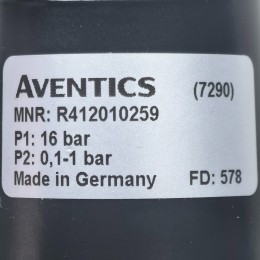 AVENTICS (7290)
MNR: R412010259
P1: 16 bar
P2: 0,1-1 bar
Made in Germany FD: 578